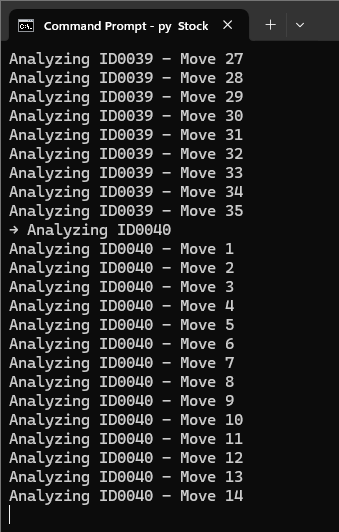 Command Prompt - py Stock
Analyzing ID0039 – Move 27
Analyzing ID0039 – Move 28
Analyzing ID0039 – Move 29
Analyzing ID0039 – Move 30
Analyzing ID0039 – Move 31
Analyzing ID0039 – Move 32
Analyzing ID0039 – Move 33
Analyzing ID0039 – Move 34
Analyzing ID0039 – Move 35
→ Analyzing ID0040
Analyzing ID0040 – Move 1
Analyzing ID0040 – Move 2
Analyzing ID0040 – Move 3
Analyzing ID0040 – Move 4
Analyzing ID0040 – Move 5
Analyzing ID0040 – Move 6
Analyzing ID0040 – Move 7
Analyzing ID0040 – Move 8
Analyzing ID0040 – Move 9
Analyzing ID0040 – Move 10
Analyzing ID0040 – Move 11
Analyzing ID0040 – Move 12
Analyzing ID0040 – Move 13
Analyzing ID0040 – Move 14